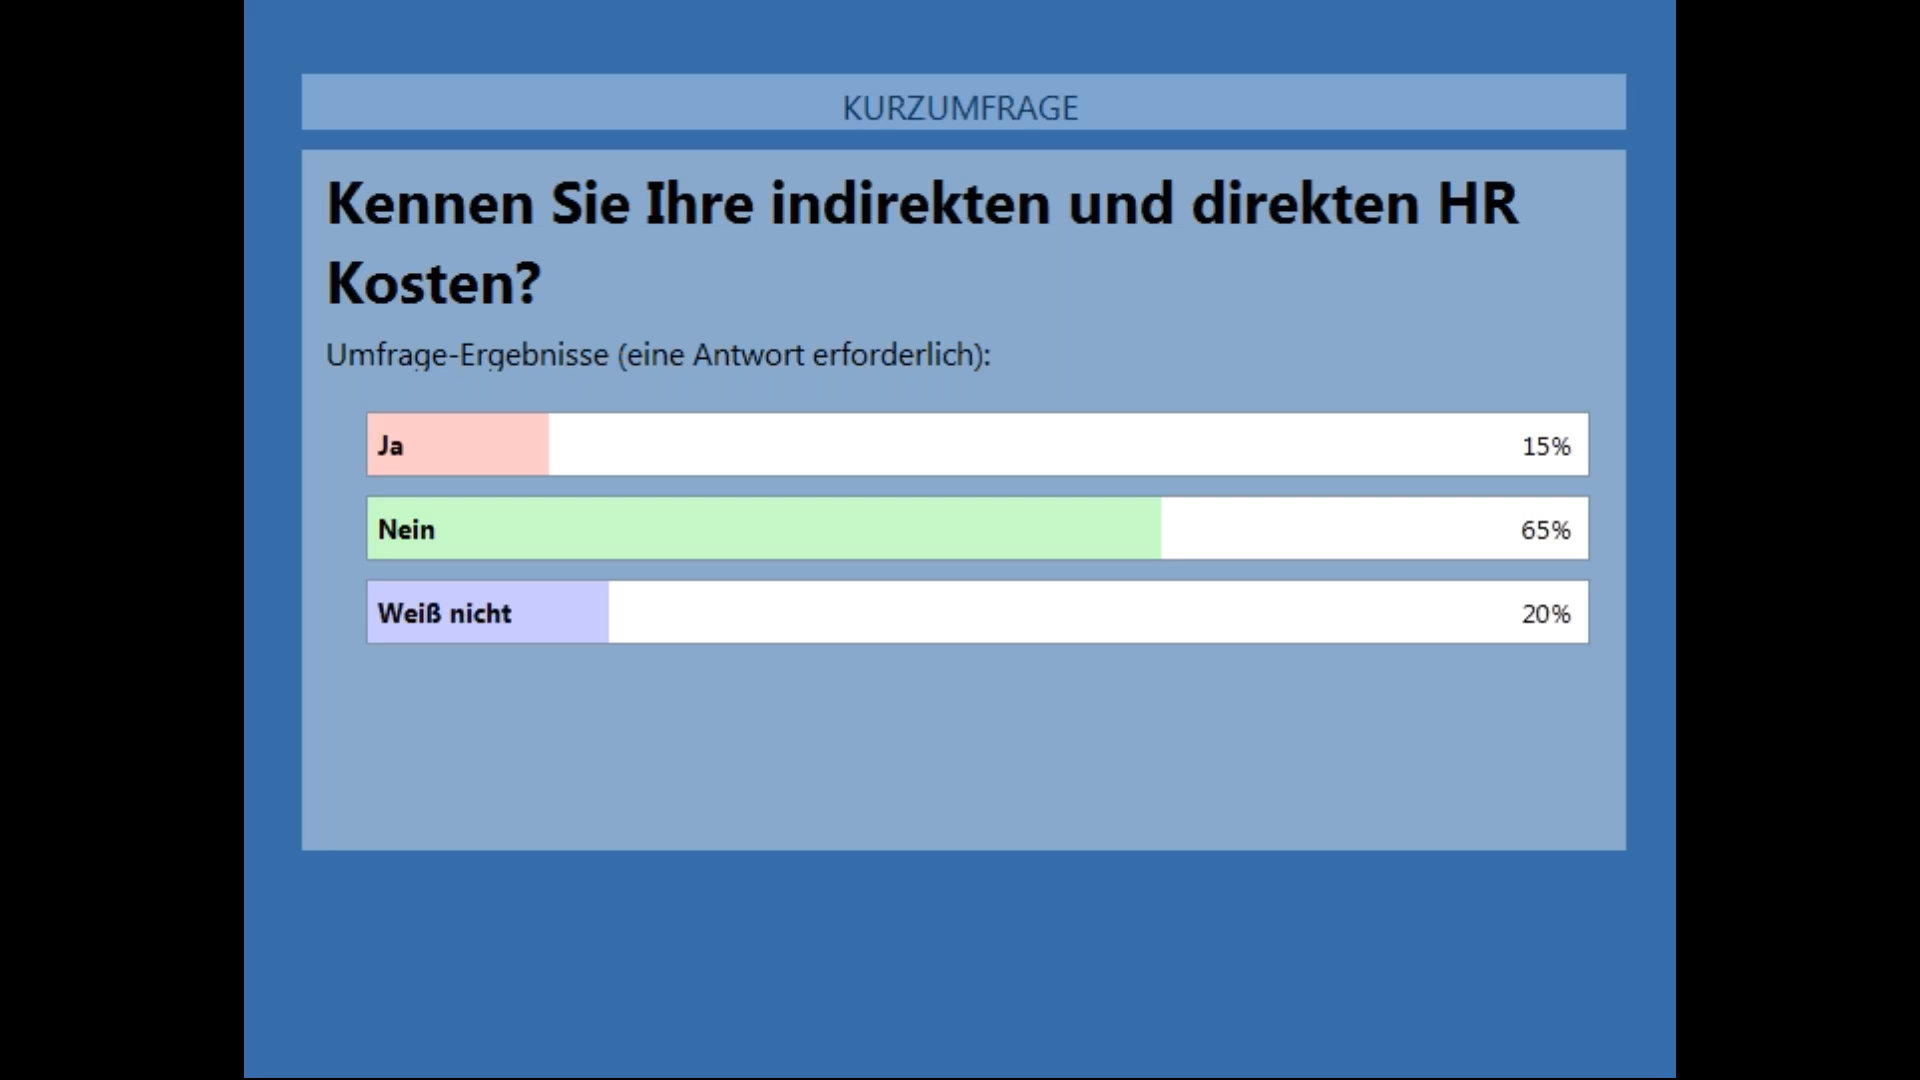 KURZUMFRAGE
Kennen Sie Ihre indirekten und direkten HR
Kosten?
Umfrage-Ergebnisse (eine Antwort erforderlich):
Ja 15%
Nein 65%
Weiß nicht 20%